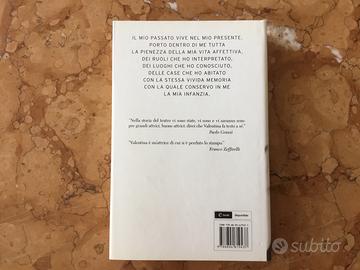 IL MIO PASSATO VIVE NEL MIO PRESENTE.
PORTO DENTRO DI ME TUTTA
LA PIENEZZA DELLA MIA VITA AFFETTIVA,
DEI RUOLI CHE HO INTERPRETATO,
DEI LUOGHI CHE HO CONOSCIUTO,
DELLE CASE CHE HO ABITATO
CON LA STESSA VIVIDA MEMORIA
CON LA QUALE CONSERVO IN ME
LA MIA INFANZIA.
"Nella storia del teatro vi sono state, vi sono e vi saranno sem-
pre grandi attrici, buone attrici: direi che Valentina fa testo a sé."
Paolo Grassi
"Valentina è un'attrice di cui si è perduto lo stampo."
Franco Zeffirelli
subito